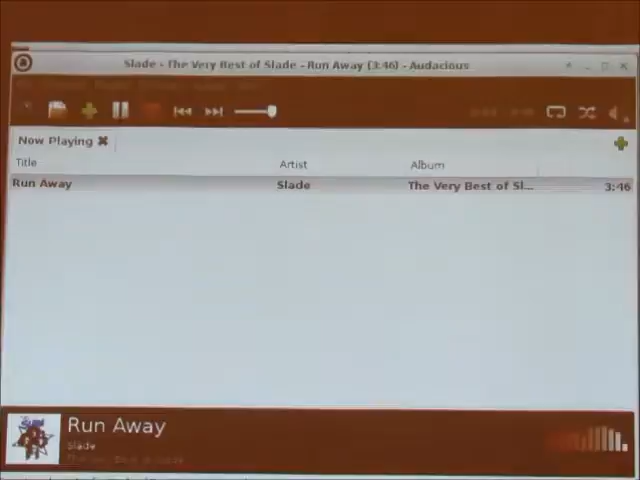 Slade - The Very Best of Slade - Run Away (3:46) - Audacious
Now Playing
Title Artist Album
Run Away Slade The Very Best of Sl... 3:46
Run Away
Slade